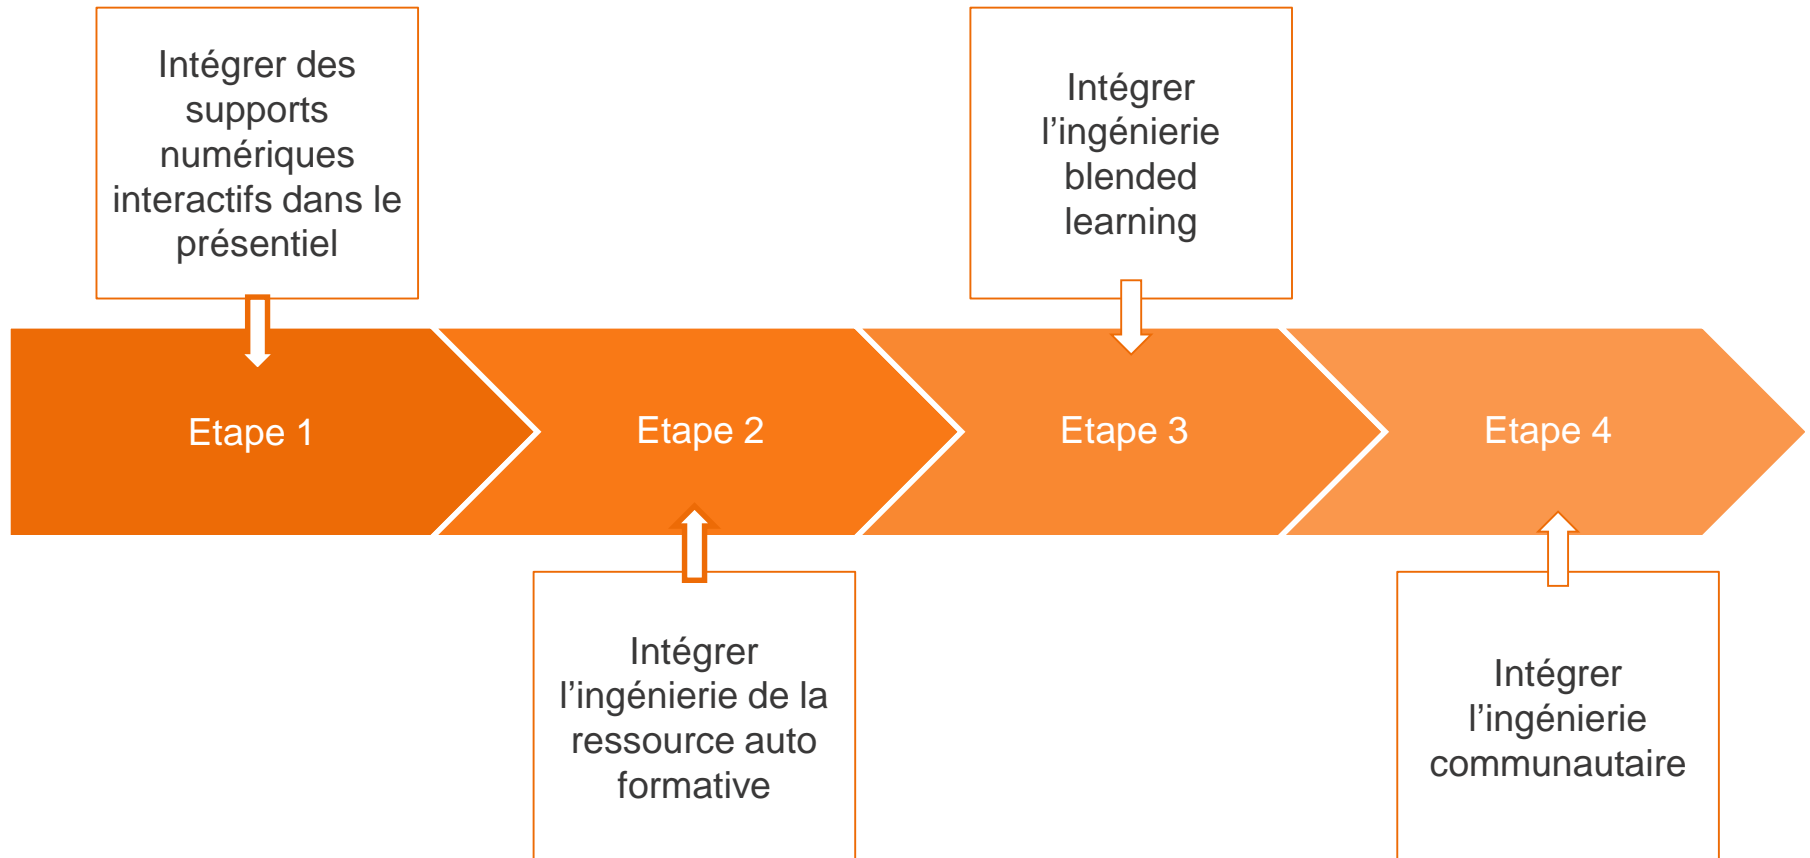 Intégrer des
supports
numériques
interactifs dans le
présentiel
Intégrer
l’ingénierie
blended
learning
Etape 1
Etape 2
Etape 3
Etape 4
Intégrer
l’ingénierie de la
ressource auto
formative
Intégrer
l’ingénierie
communautaire